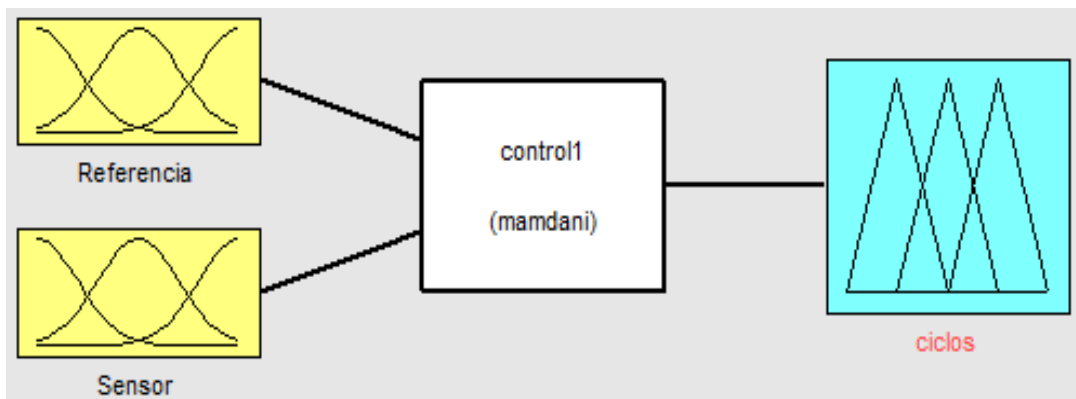 Referencia
control1
(mamdani)
ciclos
Sensor